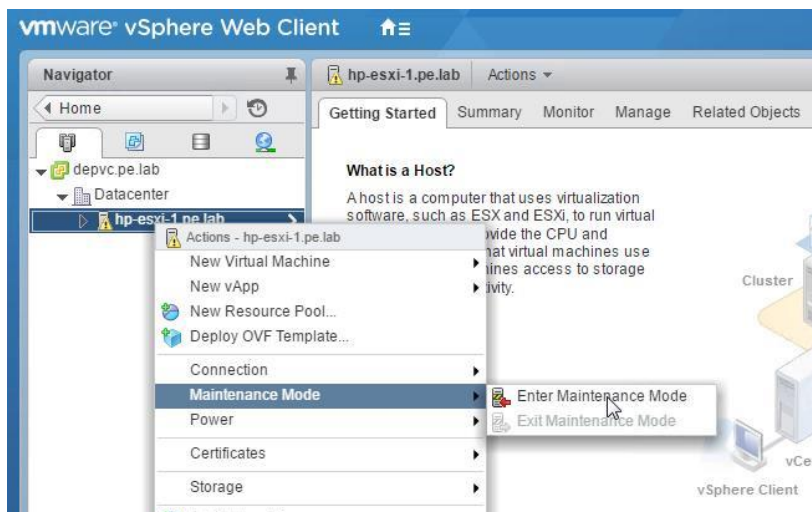 vmware® vSphere Web Client
Navigator
Home
depvc.pe.lab
Datacenter
hp-esxi-1.pe.lab
hp-esxi-1.pe.lab Actions
Getting Started Summary Monitor Manage Related Objects
What is a Host?
A host is a computer that uses virtualization
software, such as ESX and ESXi, to run virtual
vide the CPU and
hat virtual machines use
ines access to storage
ivity.
Actions - hp-esxi-1.pe.lab
New Virtual Machine
New vApp
New Resource Pool...
Deploy OVF Template...
Connection
Maintenance Mode
Power
Certificates
Storage
Enter Maintenance Mode
Exit Maintenance Mode
Cluster
vCe
vSphere Client